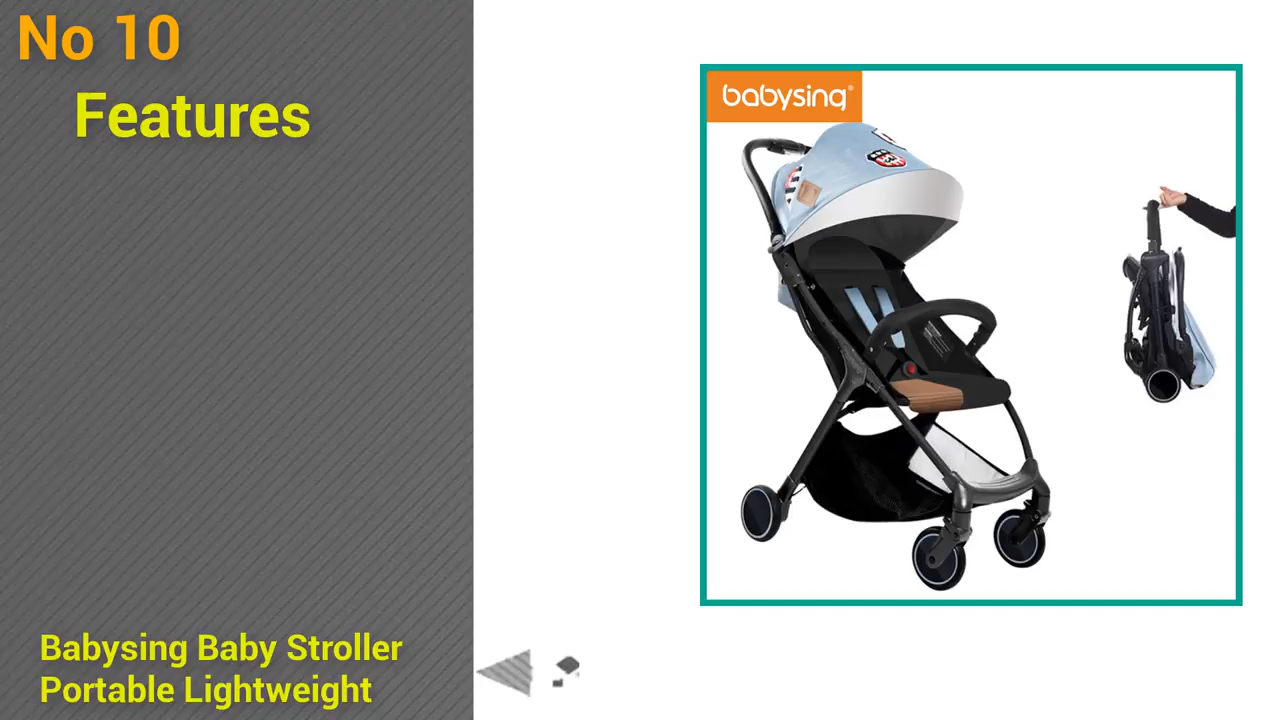 No 10
Features
babysing®
Babysing Baby Stroller
Portable Lightweight